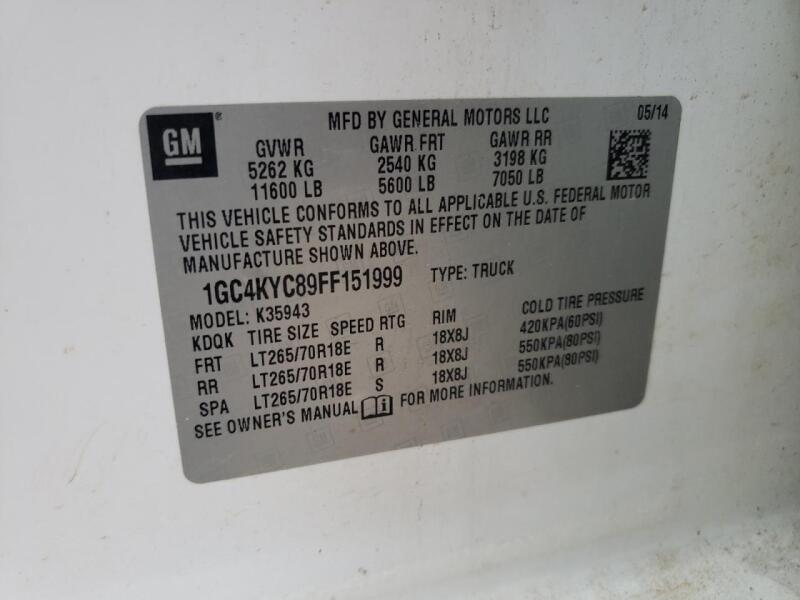 GM ®
MFD BY GENERAL MOTORS LLC 05/14
GVWR GAWR FRT GAWR RR
5262 KG 2540 KG 3198 KG
11600 LB 5600 LB 7050 LB
THIS VEHICLE CONFORMS TO ALL APPLICABLE U.S. FEDERAL MOTOR
VEHICLE SAFETY STANDARDS IN EFFECT ON THE DATE OF
MANUFACTURE SHOWN ABOVE.
1GC4KYC89FF151999 TYPE: TRUCK
MODEL: K35943
KDQK TIRE SIZE SPEED RTG RIM COLD TIRE PRESSURE
FRT LT265/70R18E R 18X8J 420KPA(60PSI)
RR LT265/70R18E R 18X8J 550KPA(80PSI)
SPA LT265/70R18E S 18X8J 550KPA(80PSI)
SEE OWNER'S MANUAL i FOR MORE INFORMATION.